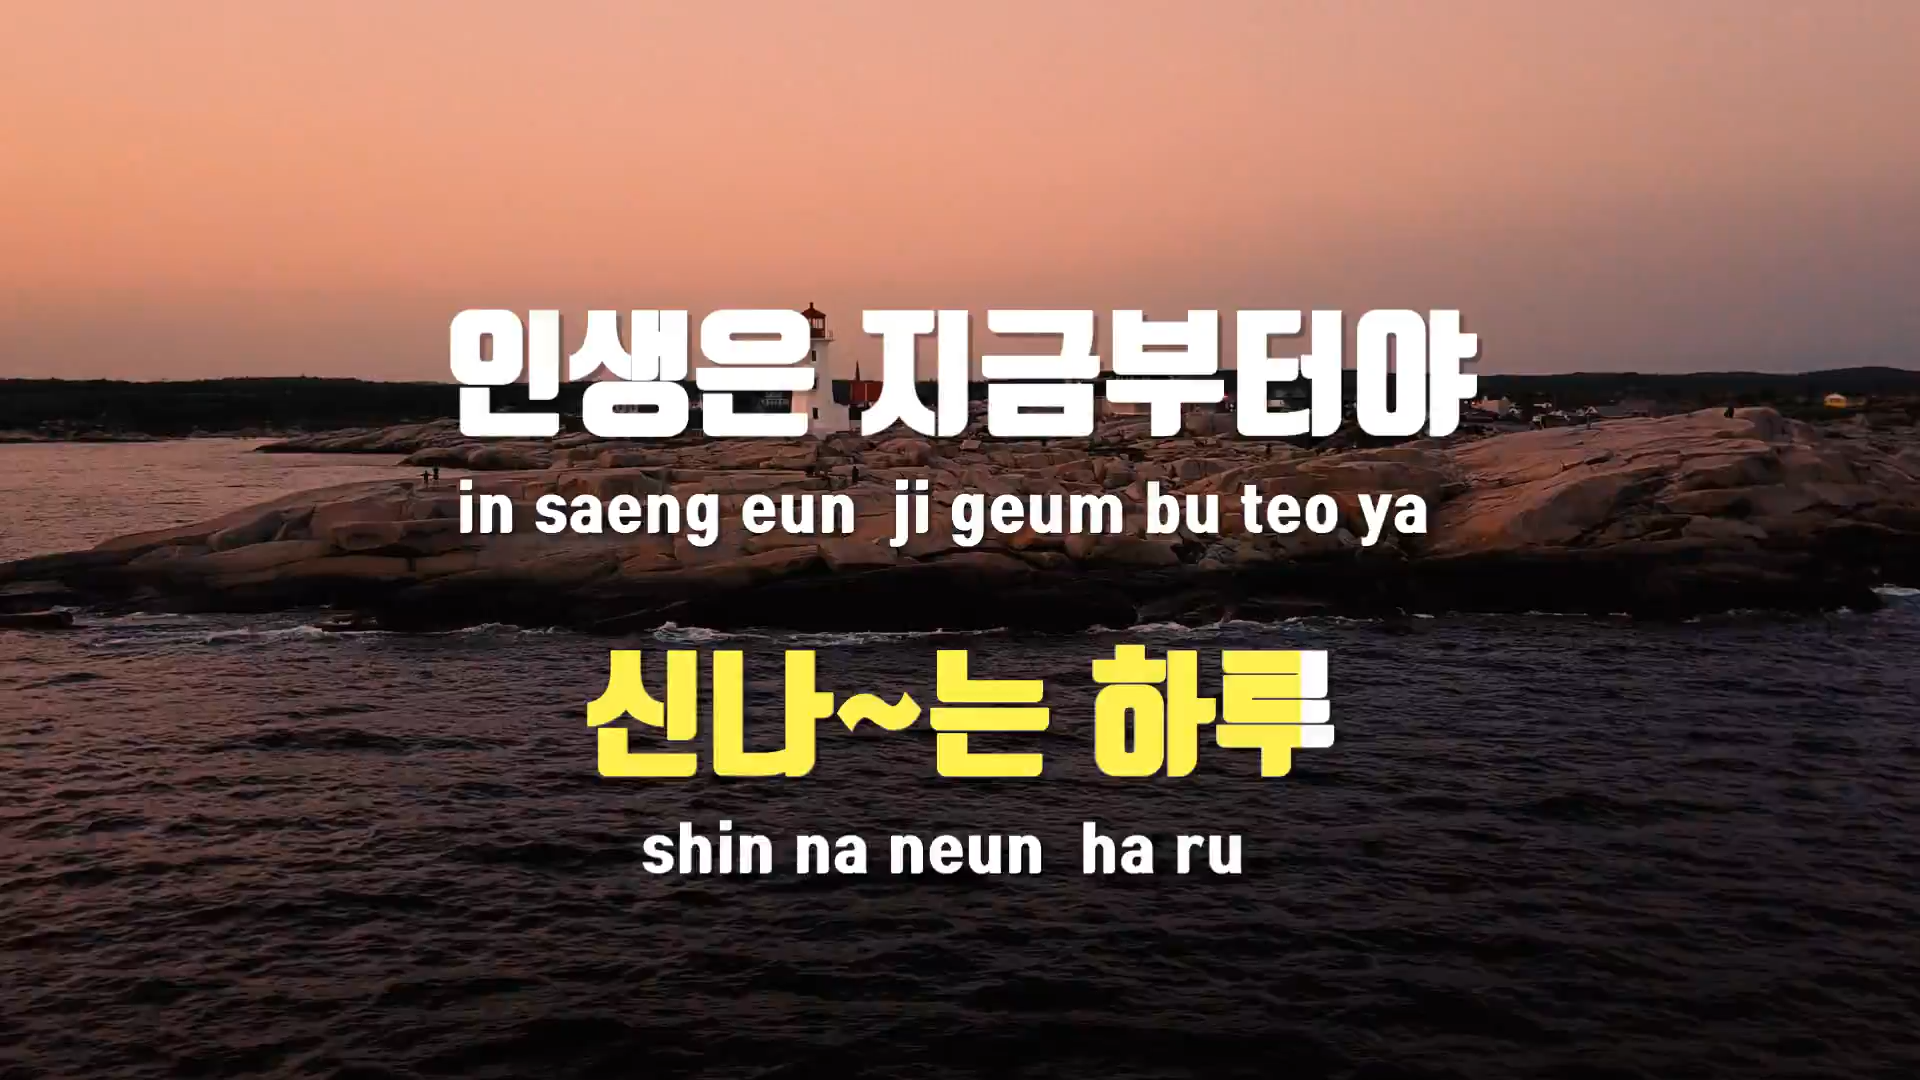 인생은 지금부터야
in saeng eun ji geum bu teo ya
신나~는 하루
shin na neun ha ru